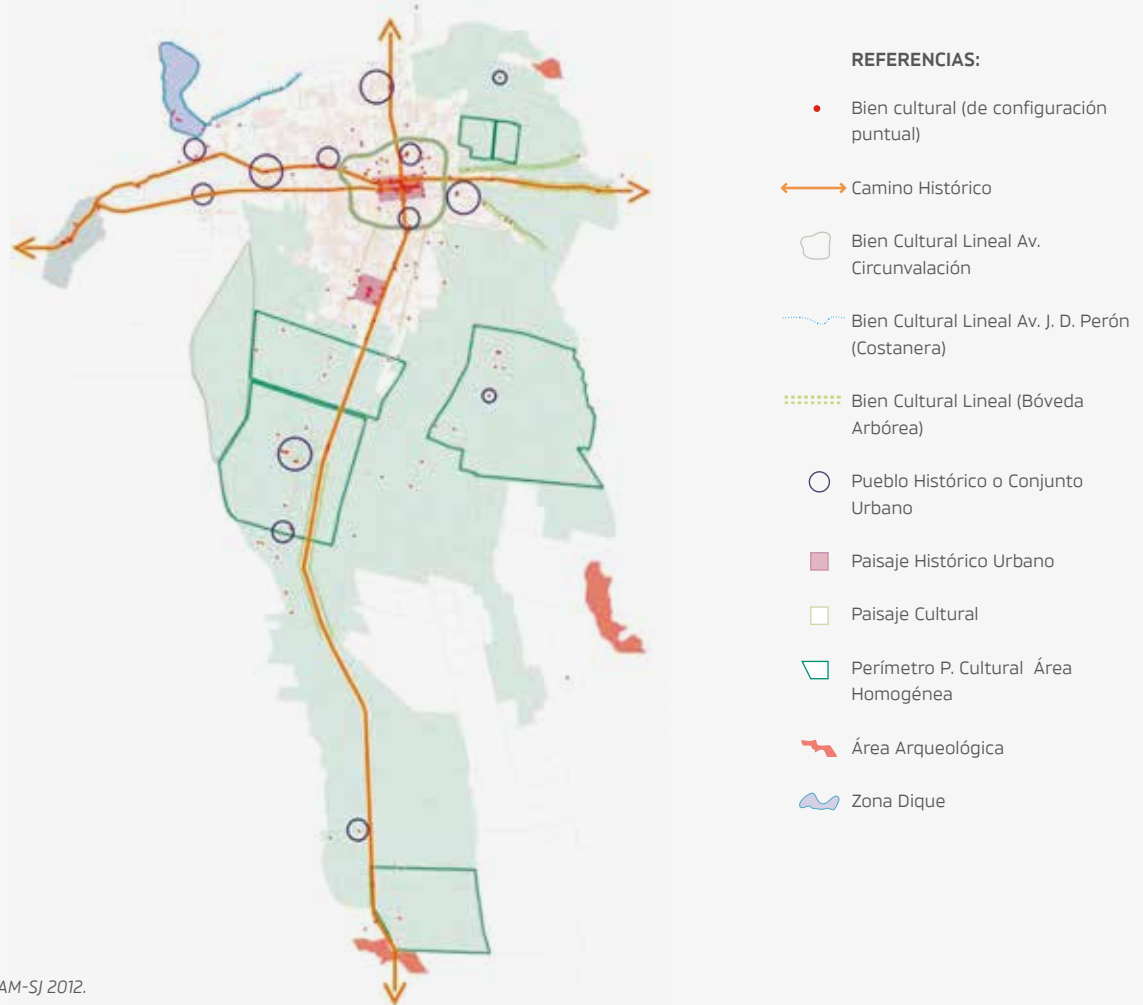 REFERENCIAS:
Bien cultural (de configuración
puntual)
Camino Histórico
Bien Cultural Lineal Av.
Circunvalación
Bien Cultural Lineal Av. J. D. Perón
(Costanera)
Bien Cultural Lineal (Bóveda
Arbórea)
Pueblo Histórico o Conjunto
Urbano
Paisaje Histórico Urbano
Paisaje Cultural
Perímetro P. Cultural Área
Homogénea
Área Arqueológica
Zona Dique
AM-SJ 2012.